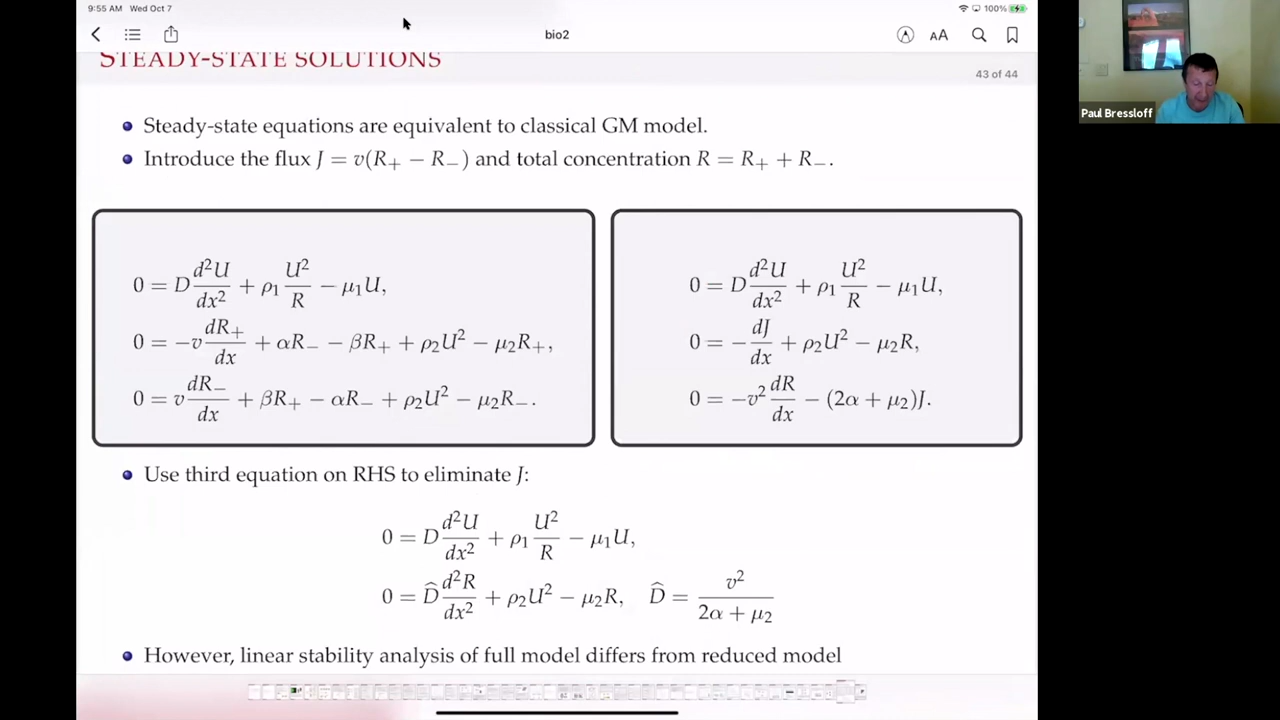 9:55 AM Wed Oct 7
100%
bio2
AA
STEADY-STATE SOLUTIONS
43 of 44
Steady-state equations are equivalent to classical GM model.
Introduce the flux J = v(R₊ − R₋) and total concentration R = R₊ + R₋.
0 = D d²U/dx² + ρ₁ U²/R − μ₁U,
0 = −v dR₊/dx + αR₋ − βR₊ + ρ₂U² − μ₂R₊,
0 = v dR₋/dx + βR₊ − αR₋ + ρ₂U² − μ₂R₋.
0 = D d²U/dx² + ρ₁ U²/R − μ₁U,
0 = − dJ/dx + ρ₂U² − μ₂R,
0 = −v² dR/dx − (2α + μ₂)J.
Use third equation on RHS to eliminate J:
0 = D d²U/dx² + ρ₁ U²/R − μ₁U,
0 = D̂ d²R/dx² + ρ₂U² − μ₂R, D̂ = v²/(2α + μ₂)
However, linear stability analysis of full model differs from reduced model
Paul Bressloff